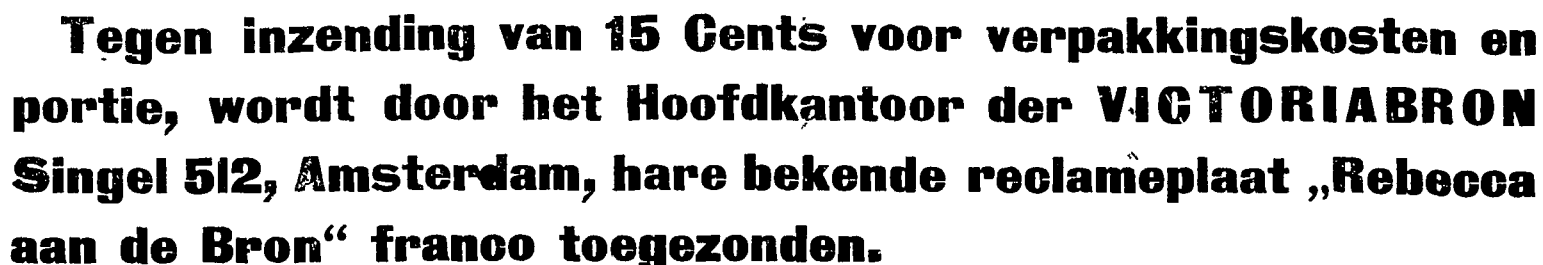 Tegen inzending van 15 Cents voor verpakkingskosten en
portie, wordt door het Hoofdkantoor der VICTORIABRON
Singel 512, Amsterdam, hare bekende reclameplaat „Rebecca
aan de Bron“ franco toegezonden.